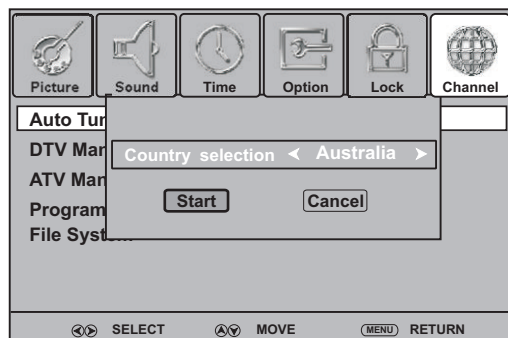 Picture Sound Time Option Lock Channel
Auto Tun
DTV Man
Country selection Australia
ATV Man
Start Cancel
Program
File System
SELECT MOVE MENU RETURN